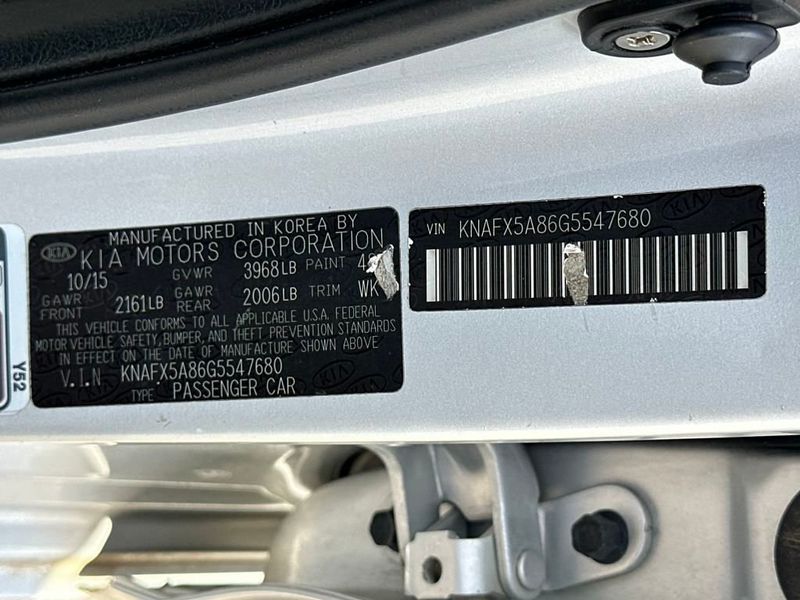 MANUFACTURED IN KOREA BY
KIA KIA MOTORS CORPORATION
10/15 GVWR 3968LB PAINT
GAWR FRONT 2161LB GAWR REAR 2006LB TRIM WK
THIS VEHICLE CONFORMS TO ALL APPLICABLE U.S.A. FEDERAL
MOTOR VEHICLE SAFETY, BUMPER, AND THEFT PREVENTION STANDARDS
IN EFFECT ON THE DATE OF MANUFACTURE SHOWN ABOVE
V.I.N KNAFX5A86G5547680
TYPE PASSENGER CAR
Y52
VIN KNAFX5A86G5547680